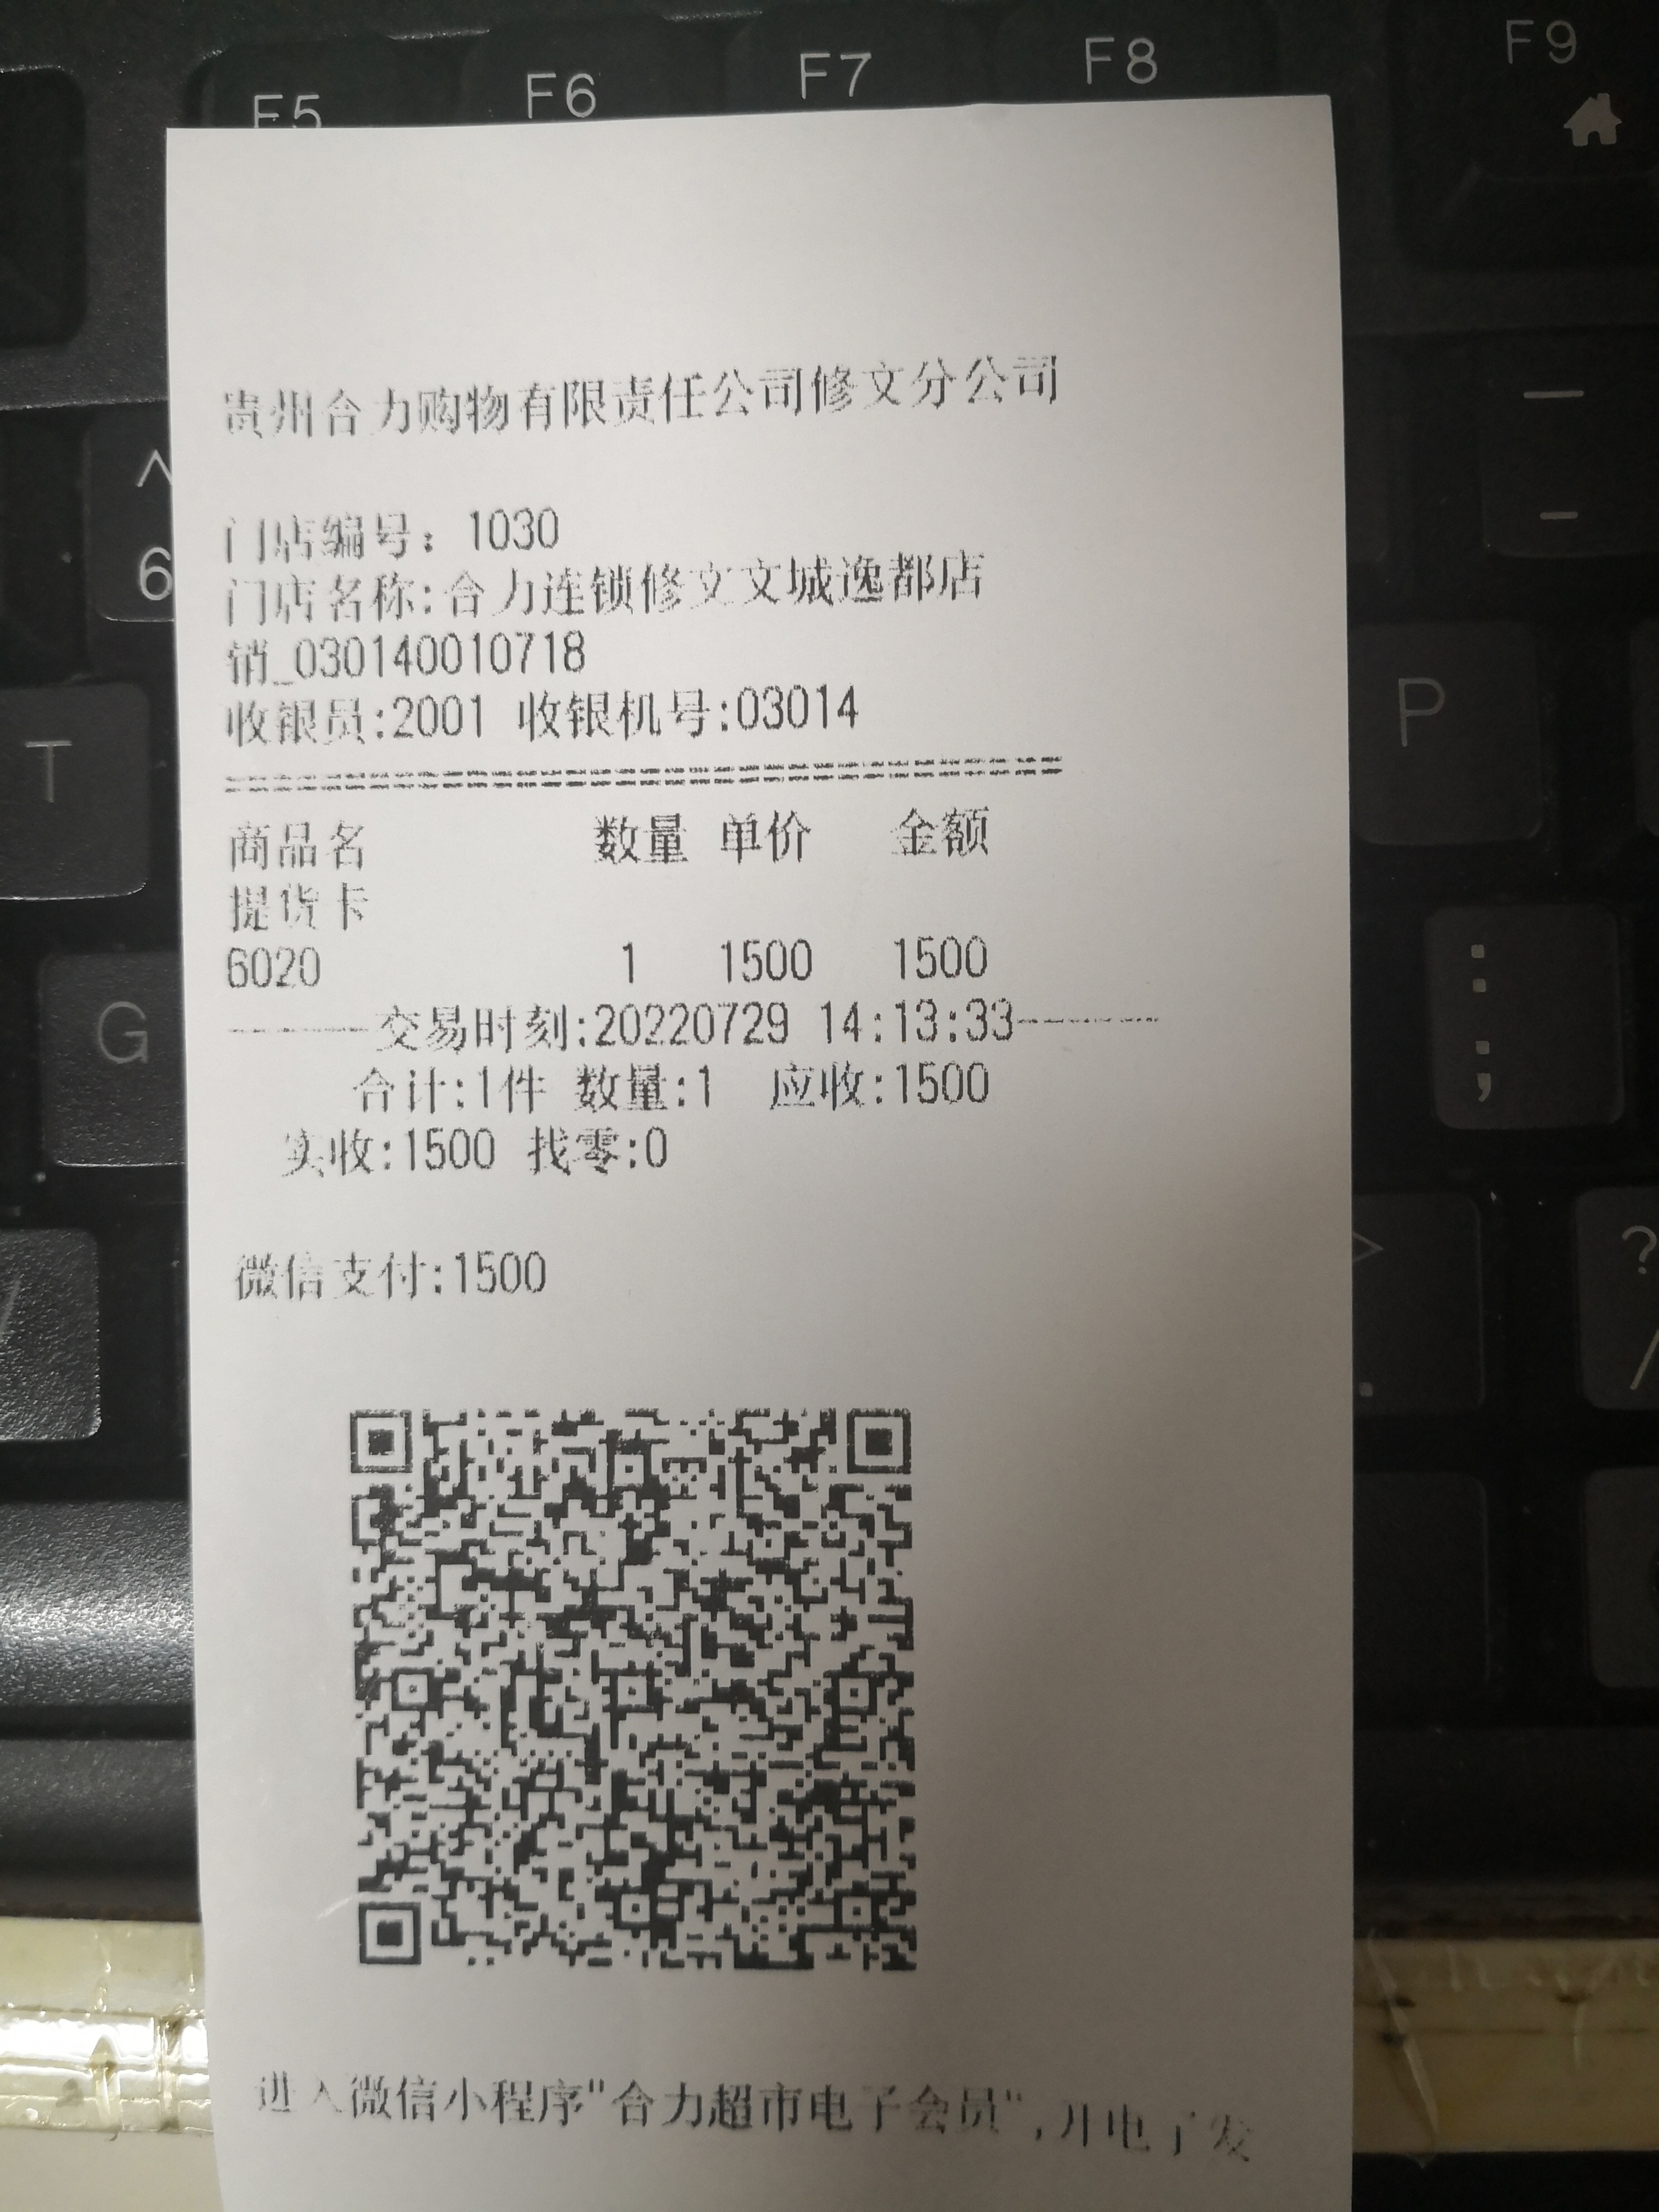 F5 F6 F7 F8 F9
贵州合力购物有限责任公司修文分公司
^
6
门店编号：1030
门店名称:合力连锁修文文城逸都店
销_030140010718
收银员:2001 收银机号:03014
T
P
商品名 数量 单价 金额
提货卡
6020 1 1500 1500
G
:
;
------交易时刻:20220729 14:13:33------
合计:1件 数量:1 应收:1500
实收:1500 找零:0
>
.
?
/
微信支付:1500
进入微信小程序"合力超市电子会员",开电子发